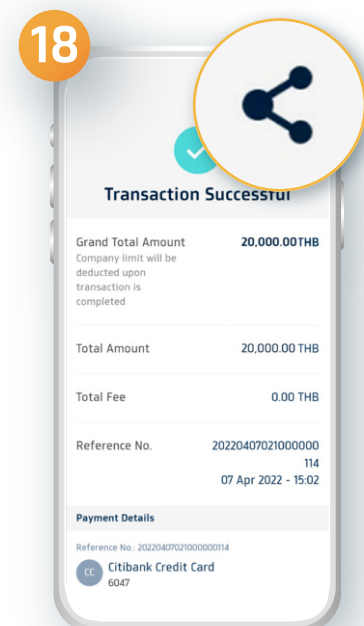 18
Transaction Successful
Grand Total Amount 20,000.00THB
Company limit will be
deducted upon
transaction is
completed
Total Amount 20,000.00 THB
Total Fee 0.00 THB
Reference No. 20220407021000000
114
07 Apr 2022 - 15:02
Payment Details
Reference No.: 20220407021000000114
CC Citibank Credit Card
6047